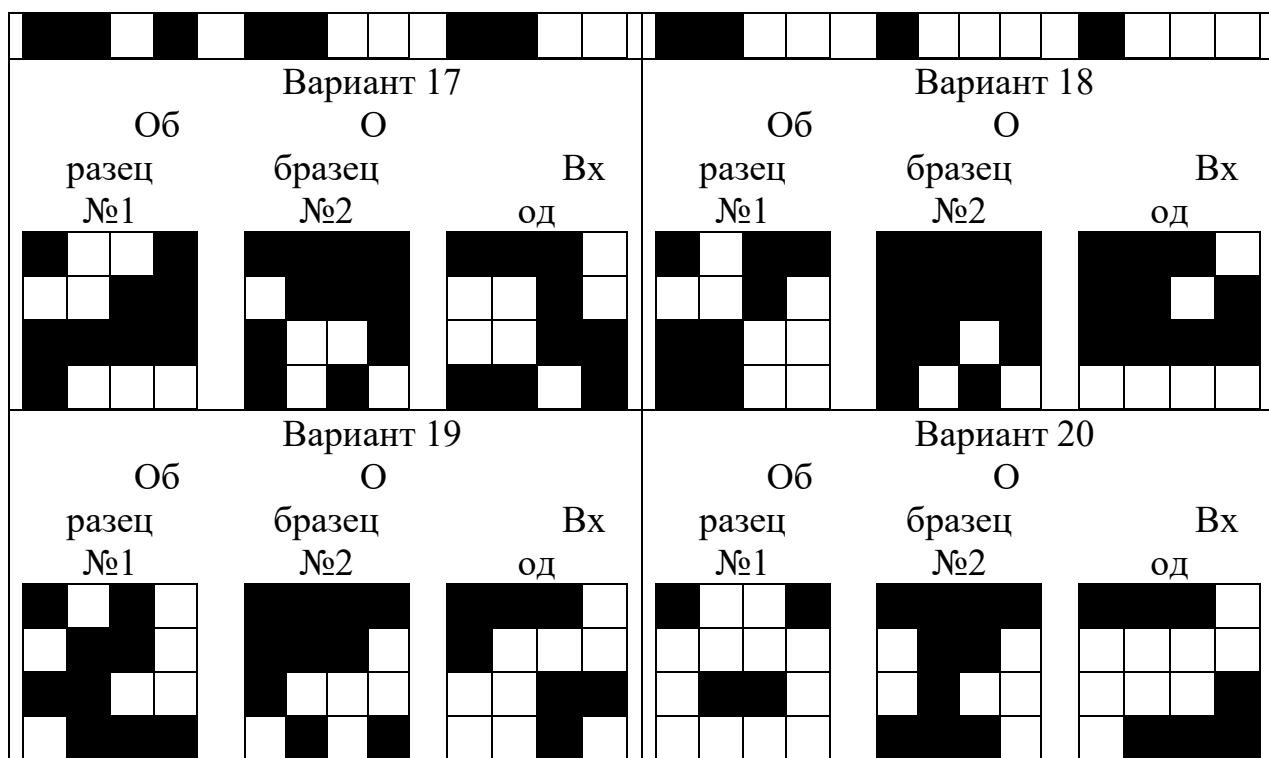 Вариант 17
Об О
разец бразец Вх
№1 №2 од
Вариант 18
Об О
разец бразец Вх
№1 №2 од
Вариант 19
Об О
разец бразец Вх
№1 №2 од
Вариант 20
Об О
разец бразец Вх
№1 №2 од